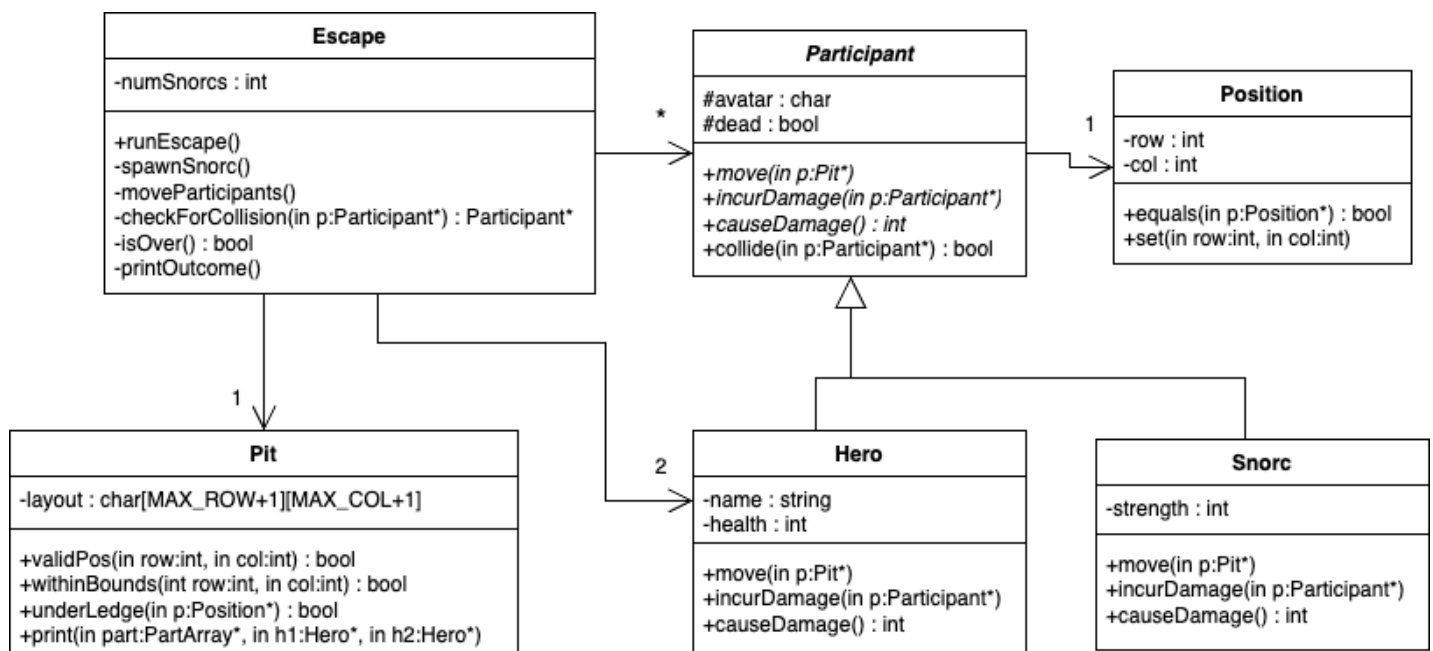 Escape
-numSnorcs : int
+runEscape()
-spawnSnorc()
-moveParticipants()
-checkForCollision(in p:Participant*) : Participant*
-isOver() : bool
-printOutcome()
*
Participant
#avatar : char
#dead : bool
+move(in p:Pit*)
+incurDamage(in p:Participant*)
+causeDamage() : int
+collide(in p:Participant*) : bool
1
Position
-row : int
-col : int
+equals(in p:Position*) : bool
+set(in row:int, in col:int)
1
Pit
-layout : char[MAX_ROW+1][MAX_COL+1]
+validPos(in row:int, in col:int) : bool
+withinBounds(int row:int, in col:int) : bool
+underLedge(in p:Position*) : bool
+print(in part:PartArray*, in h1:Hero*, in h2:Hero*)
2
Hero
-name : string
-health : int
+move(in p:Pit*)
+incurDamage(in p:Participant*)
+causeDamage() : int
Snorc
-strength : int
+move(in p:Pit*)
+incurDamage(in p:Participant*)
+causeDamage() : int